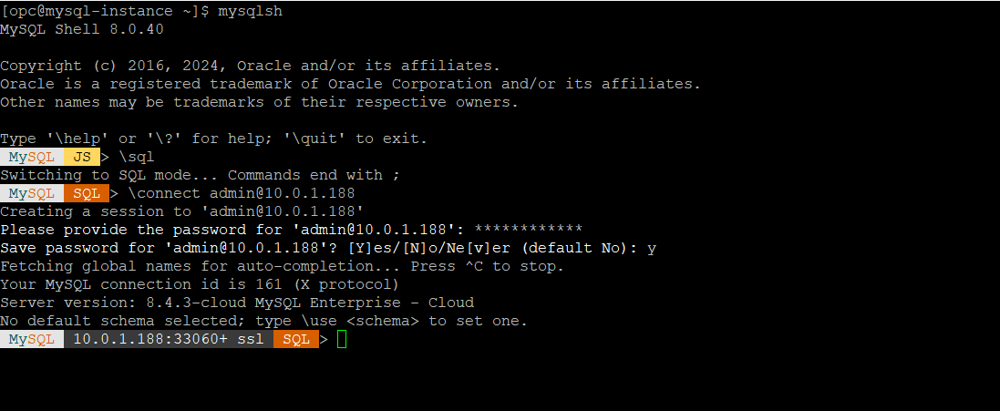 [opc@mysql-instance ~]$ mysqlsh
MySQL Shell 8.0.40
Copyright (c) 2016, 2024, Oracle and/or its affiliates.
Oracle is a registered trademark of Oracle Corporation and/or its affiliates.
Other names may be trademarks of their respective owners.
Type '\help' or '\?' for help; '\quit' to exit.
MySQL JS > \sql
Switching to SQL mode... Commands end with ;
MySQL SQL > \connect admin@10.0.1.188
Creating a session to 'admin@10.0.1.188'
Please provide the password for 'admin@10.0.1.188': ************
Save password for 'admin@10.0.1.188'? [Y]es/[N]o/Ne[v]er (default No): y
Fetching global names for auto-completion... Press ^C to stop.
Your MySQL connection id is 161 (X protocol)
Server version: 8.4.3-cloud MySQL Enterprise - Cloud
No default schema selected; type \use <schema> to set one.
MySQL 10.0.1.188:33060+ ssl SQL >